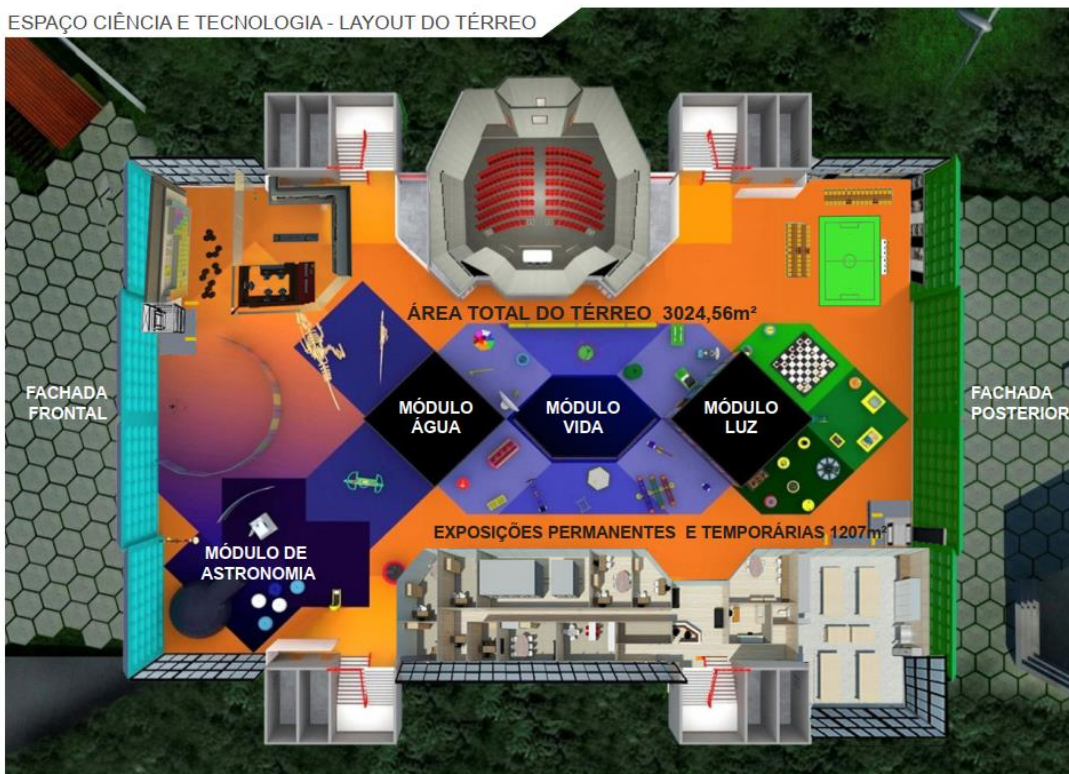 ESPAÇO CIÊNCIA E TECNOLOGIA - LAYOUT DO TÉRREO
ÁREA TOTAL DO TÉRREO 3024,56m²
FACHADA
FRONTAL
MÓDULO
ÁGUA
MÓDULO
VIDA
MÓDULO
LUZ
FACHADA
POSTERIOR
EXPOSIÇÕES PERMANENTES E TEMPORÁRIAS 1207m²
MÓDULO DE
ASTRONOMIA